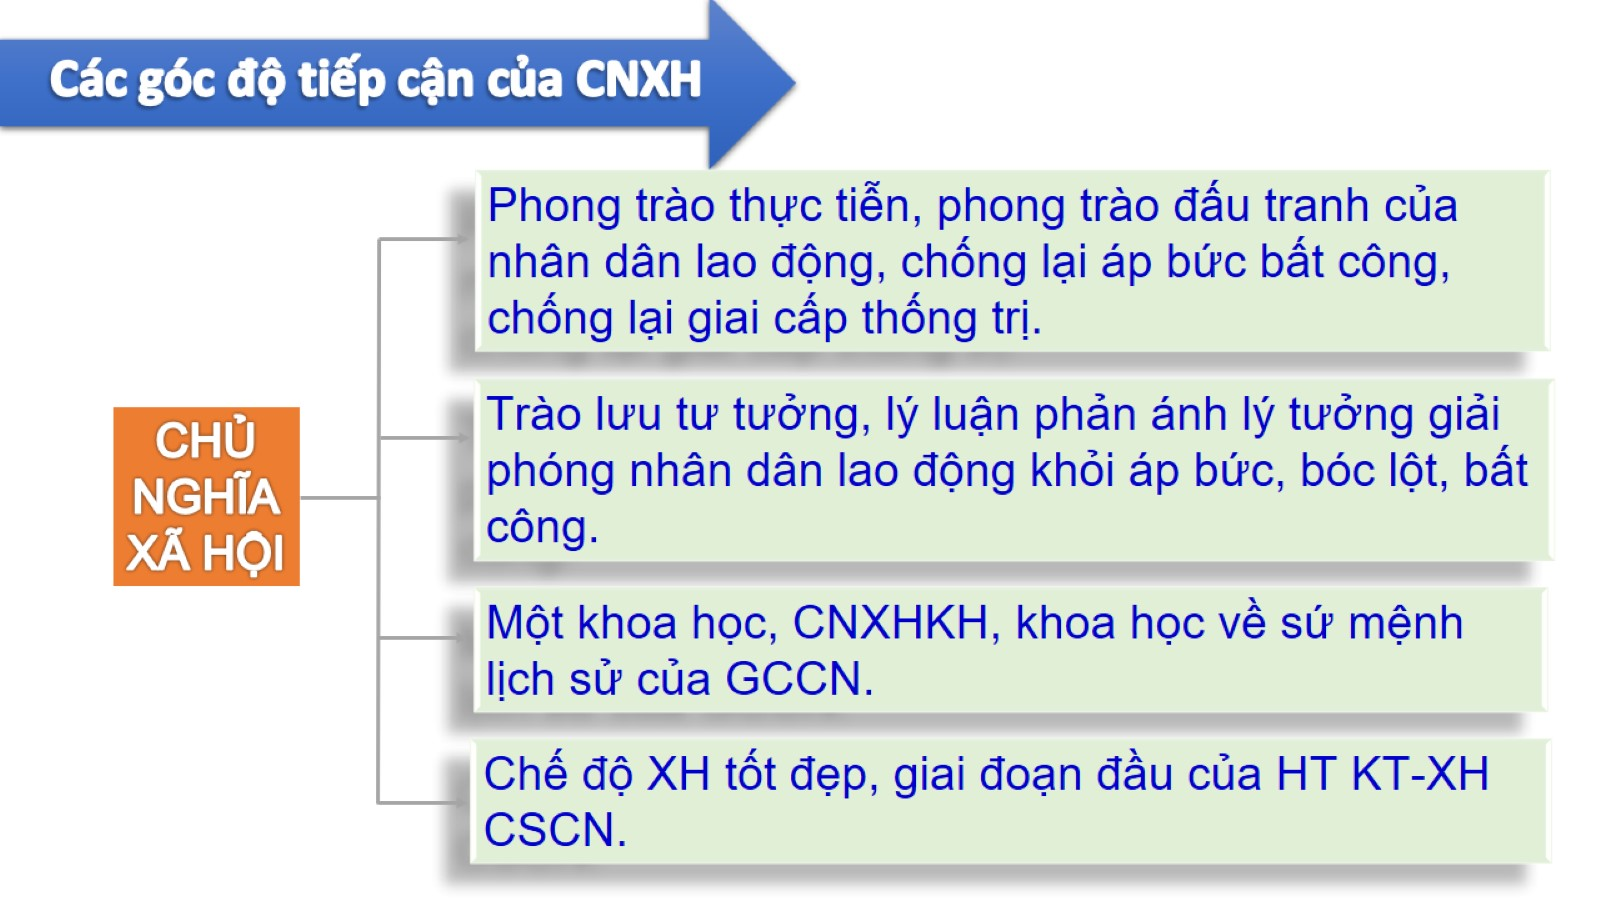 Các góc độ tiếp cận của CNXH
Phong trào thực tiễn, phong trào đấu tranh của
nhân dân lao động, chống lại áp bức bất công,
chống lại giai cấp thống trị.
Trào lưu tư tưởng, lý luận phản ánh lý tưởng giải
phóng nhân dân lao động khỏi áp bức, bóc lột, bất
công.
CHỦ
NGHĨA
XÃ HỘI
Một khoa học, CNXHKH, khoa học về sứ mệnh
lịch sử của GCCN.
Chế độ XH tốt đẹp, giai đoạn đầu của HT KT-XH
CSCN.